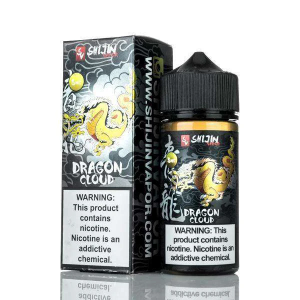 SHIJIN
WWW.SHIJINVAPOR.COM
DRAGON
CLOUD
WARNING:
This product
contains
nicotine.
Nicotine is an
addictive
chemical.
SHIJIN
龍
DRAGON
CLOUD
WARNING:
This product
contains nicotine.
Nicotine is an
addictive chemical.